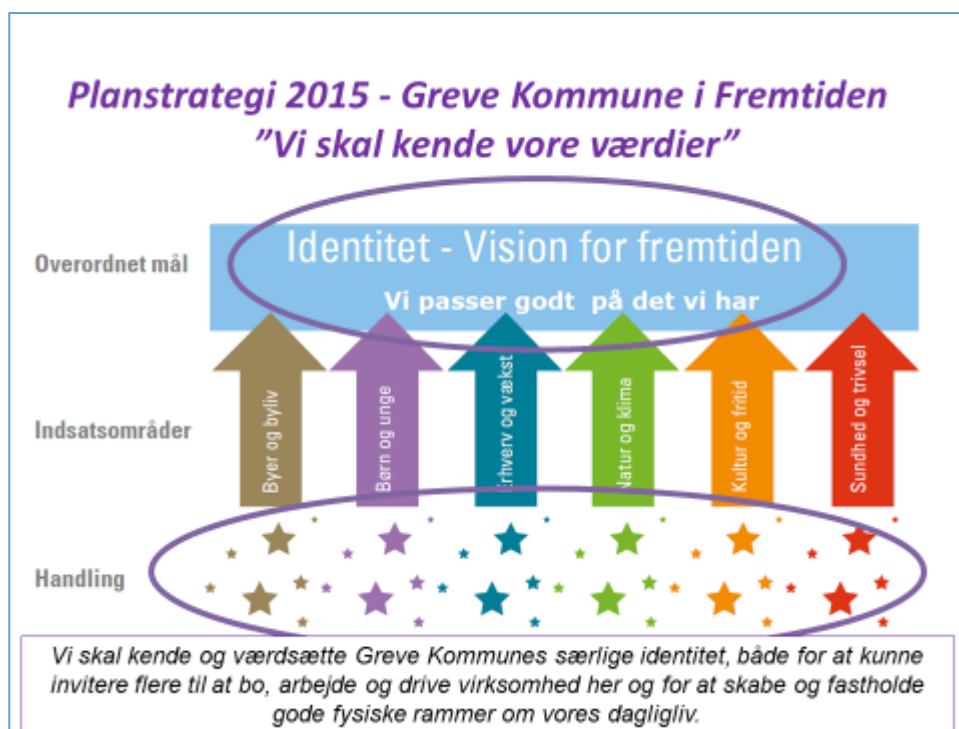 Planstrategi 2015 - Greve Kommune i Fremtiden
”Vi skal kende vore værdier”
Overordnet mål
Identitet - Vision for fremtiden
Vi passer godt på det vi har
Indsatsområder
Byer og byliv
Børn og unge
Erhverv og vækst
Natur og klima
Kultur og fritid
Sundhed og trivsel
Handling
Vi skal kende og værdsætte Greve Kommunes særlige identitet, både for at kunne
invitere flere til at bo, arbejde og drive virksomhed her og for at skabe og fastholde
gode fysiske rammer om vores dagligliv.